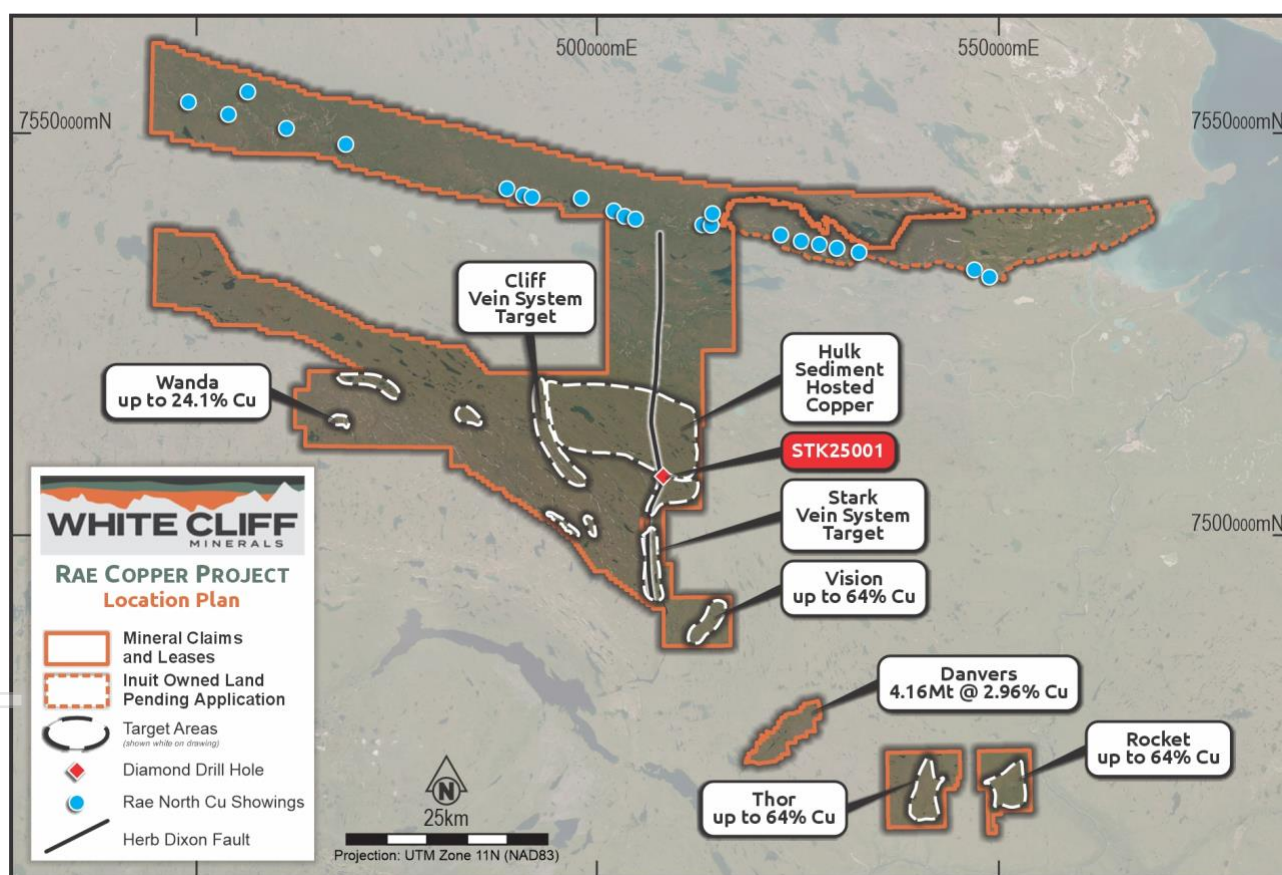 500000mE
550000mE
7550000mN
7550000mN
Cliff
Vein System
Target
Hulk
Sediment
Hosted
Copper
Wanda
up to 24.1% Cu
STK25001
Stark
Vein System
Target
7500000mN
Vision
up to 64% Cu
Danvers
4.16Mt @ 2.96% Cu
Rocket
up to 64% Cu
Thor
up to 64% Cu
WHITE CLIFF
MINERALS
RAE COPPER PROJECT
Location Plan
Mineral Claims
and Leases
Inuit Owned Land
Pending Application
Target Areas
(shown white on drawing)
Diamond Drill Hole
Rae North Cu Showings
Herb Dixon Fault
N
25km
Projection: UTM Zone 11N (NAD83)